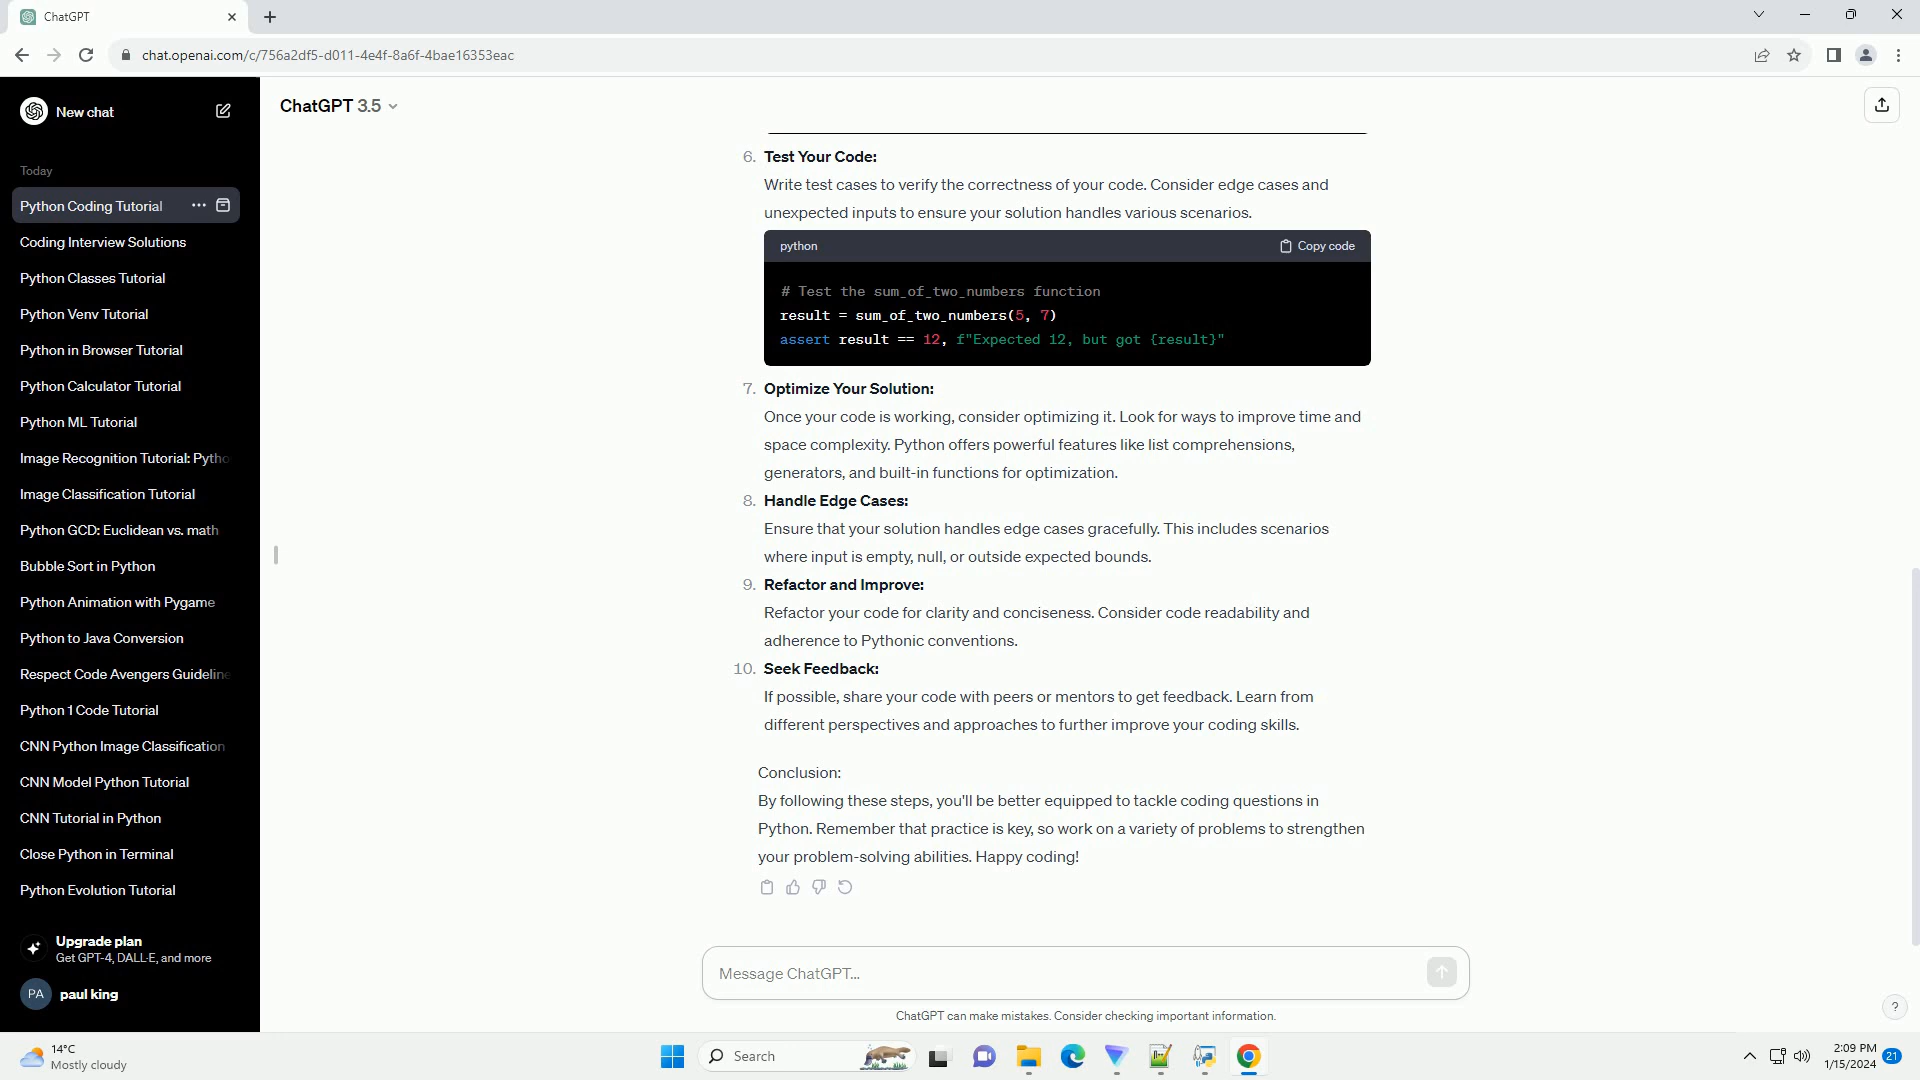 ChatGPT
chat.openai.com/c/756a2df5-d011-4e4f-8a6f-4bae16353eac
New chat
Today
Python Coding Tutorial
Coding Interview Solutions
Python Classes Tutorial
Python Venv Tutorial
Python in Browser Tutorial
Python Calculator Tutorial
Python ML Tutorial
Image Recognition Tutorial: Pytho
Image Classification Tutorial
Python GCD: Euclidean vs. math
Bubble Sort in Python
Python Animation with Pygame
Python to Java Conversion
Respect Code Avengers Guideline
Python 1 Code Tutorial
CNN Python Image Classification
CNN Model Python Tutorial
CNN Tutorial in Python
Close Python in Terminal
Python Evolution Tutorial
Upgrade plan
Get GPT-4, DALL·E, and more
PA paul king
ChatGPT 3.5
6. Test Your Code:
Write test cases to verify the correctness of your code. Consider edge cases and
unexpected inputs to ensure your solution handles various scenarios.
python Copy code
# Test the sum_of_two_numbers function
result = sum_of_two_numbers(5, 7)
assert result == 12, f"Expected 12, but got {result}"
7. Optimize Your Solution:
Once your code is working, consider optimizing it. Look for ways to improve time and
space complexity. Python offers powerful features like list comprehensions,
generators, and built-in functions for optimization.
8. Handle Edge Cases:
Ensure that your solution handles edge cases gracefully. This includes scenarios
where input is empty, null, or outside expected bounds.
9. Refactor and Improve:
Refactor your code for clarity and conciseness. Consider code readability and
adherence to Pythonic conventions.
10. Seek Feedback:
If possible, share your code with peers or mentors to get feedback. Learn from
different perspectives and approaches to further improve your coding skills.
Conclusion:
By following these steps, you'll be better equipped to tackle coding questions in
Python. Remember that practice is key, so work on a variety of problems to strengthen
your problem-solving abilities. Happy coding!
Message ChatGPT...
ChatGPT can make mistakes. Consider checking important information.
?
14°C
Mostly cloudy
Search
2:09 PM
1/15/2024
21